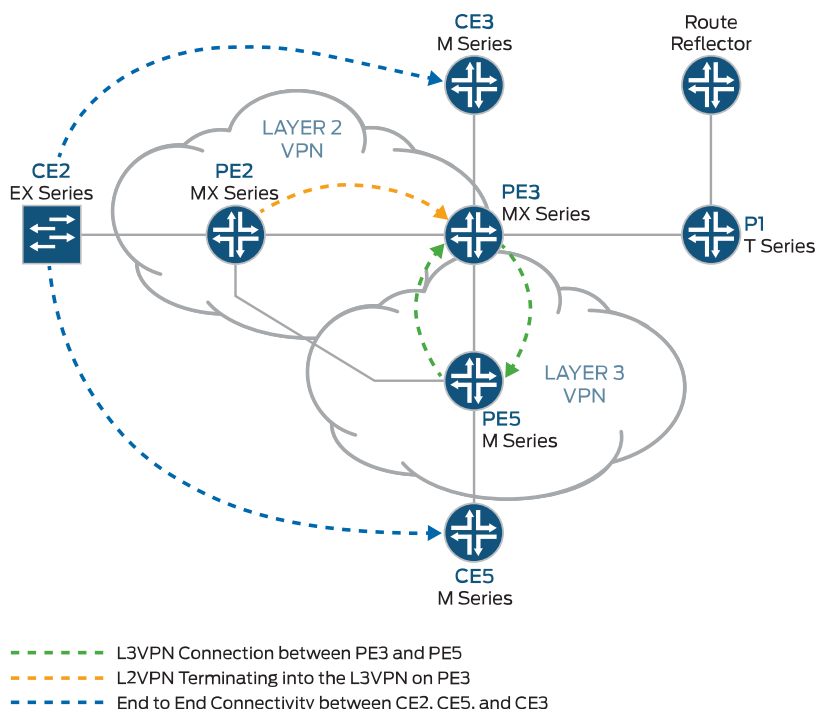 CE3
M Series
Route
Reflector
LAYER 2
VPN
CE2
EX Series
PE2
MX Series
PE3
MX Series
P1
T Series
LAYER 3
VPN
PE5
M Series
CE5
M Series
L3VPN Connection between PE3 and PE5
L2VPN Terminating into the L3VPN on PE3
End to End Connectivity between CE2, CE5, and CE3